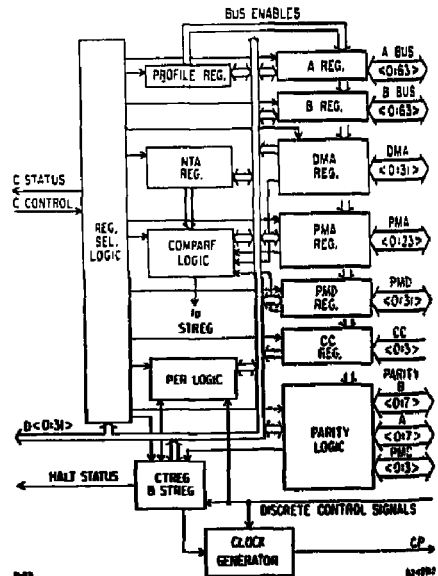 BUS ENABLES
A BUS
<0:63>
A REG.
PROFILE REG.
B BUS
<0:63>
B REG.
DMA
<0:31>
DMA
REG.
NTA
REG.
C STATUS
C CONTROL
REG.
SEL.
LOGIC
PMA
<0:23>
PMA
REG.
COMPARE
LOGIC
TO
STREG
PMD
<0:31>
PMD
REG.
CC
<0:3>
CC
REG.
PER LOGIC
PARITY
B
<0:7>
A
<0:7>
PMC
<0:3>
PARITY
LOGIC
D<0:31>
HALT STATUS
CTREG
& STREG
DISCRETE CONTROL SIGNALS
CLOCK
GENERATOR
CP